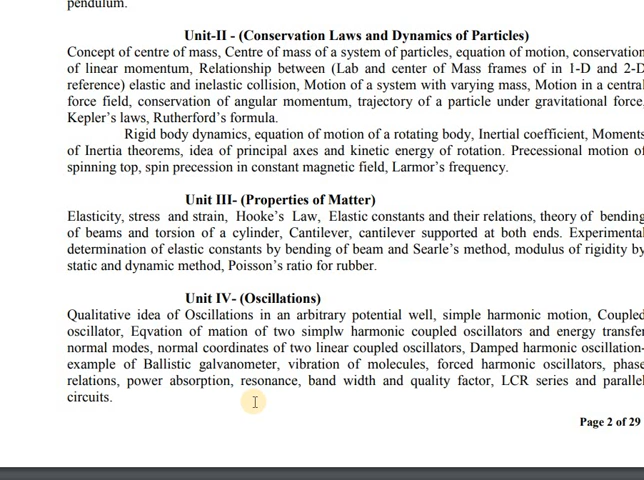 pendulum.
Unit-II - (Conservation Laws and Dynamics of Particles)
Concept of centre of mass, Centre of mass of a system of particles, equation of motion, conservation
of linear momentum, Relationship between (Lab and center of Mass frames of in 1-D and 2-D
reference) elastic and inelastic collision, Motion of a system with varying mass, Motion in a central
force field, conservation of angular momentum, trajectory of a particle under gravitational force,
Kepler's laws, Rutherford's formula.
Rigid body dynamics, equation of motion of a rotating body, Inertial coefficient, Moments
of Inertia theorems, idea of principal axes and kinetic energy of rotation. Precessional motion of
spinning top, spin precession in constant magnetic field, Larmor's frequency.
Unit III- (Properties of Matter)
Elasticity, stress and strain, Hooke's Law, Elastic constants and their relations, theory of bending
of beams and torsion of a cylinder, Cantilever, cantilever supported at both ends. Experimental
determination of elastic constants by bending of beam and Searle's method, modulus of rigidity by
static and dynamic method, Poisson's ratio for rubber.
Unit IV- (Oscillations)
Qualitative idea of Oscillations in an arbitrary potential well, simple harmonic motion, Coupled
oscillator, Eqvation of mation of two simplw harmonic coupled oscillators and energy transfer
normal modes, normal coordinates of two linear coupled oscillators, Damped harmonic oscillation-
example of Ballistic galvanometer, vibration of molecules, forced harmonic oscillators, phase
relations, power absorption, resonance, band width and quality factor, LCR series and parallel
circuits.
Page 2 of 29